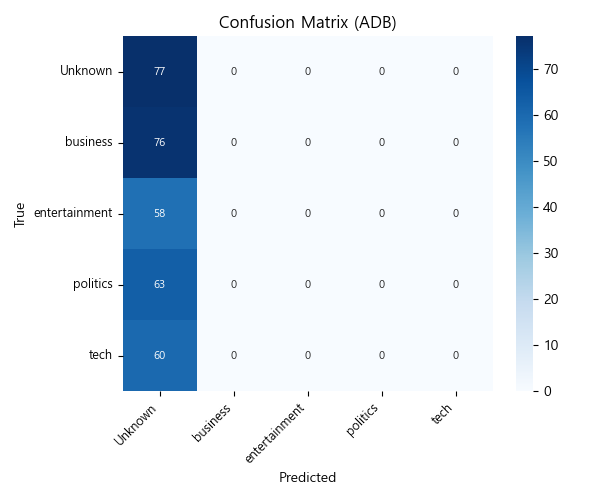 Confusion Matrix (ADB)
True
Unknown 77 0 0 0 0
business 76 0 0 0 0
entertainment 58 0 0 0 0
politics 63 0 0 0 0
tech 60 0 0 0 0
Unknown business entertainment politics tech
Predicted
70
60
50
40
30
20
10
0